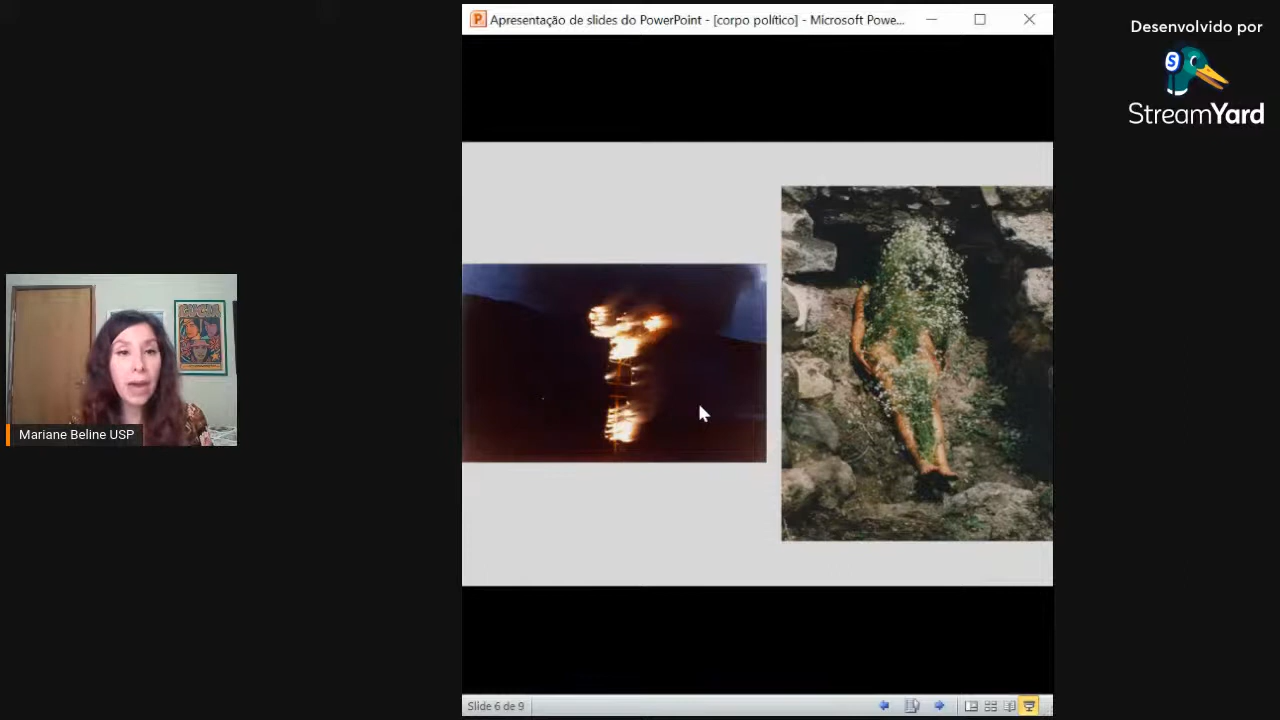 Apresentação de slides do PowerPoint - [corpo político] - Microsoft Powe...
Desenvolvido por
StreamYard
Mariane Beline USP
Slide 6 de 9